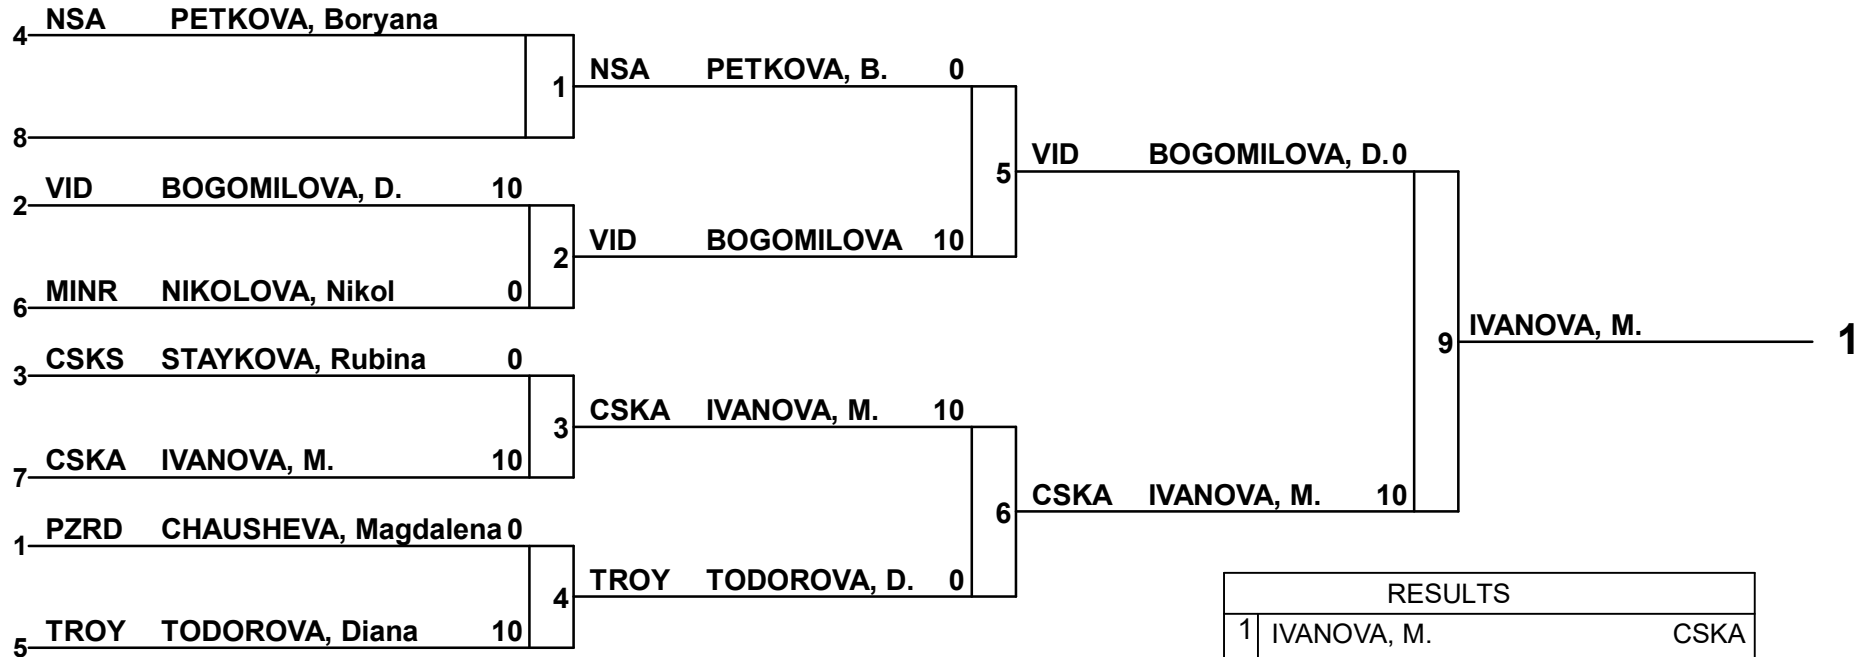 4 NSA PETKOVA, Boryana
1 NSA PETKOVA, B. 0
8
5 VID BOGOMILOVA, D. 0
2 VID BOGOMILOVA, D. 10
2 VID BOGOMILOVA 10
6 MINR NIKOLOVA, Nikol 0
9 IVANOVA, M. 1
3 CSKS STAYKOVA, Rubina 0
3 CSKA IVANOVA, M. 10
7 CSKA IVANOVA, M. 10
6 CSKA IVANOVA, M. 10
1 PZRD CHAUSHEVA, Magdalena 0
4 TROY TODOROVA, D. 0
5 TROY TODOROVA, Diana 10
RESULTS
1 IVANOVA, M. CSKA